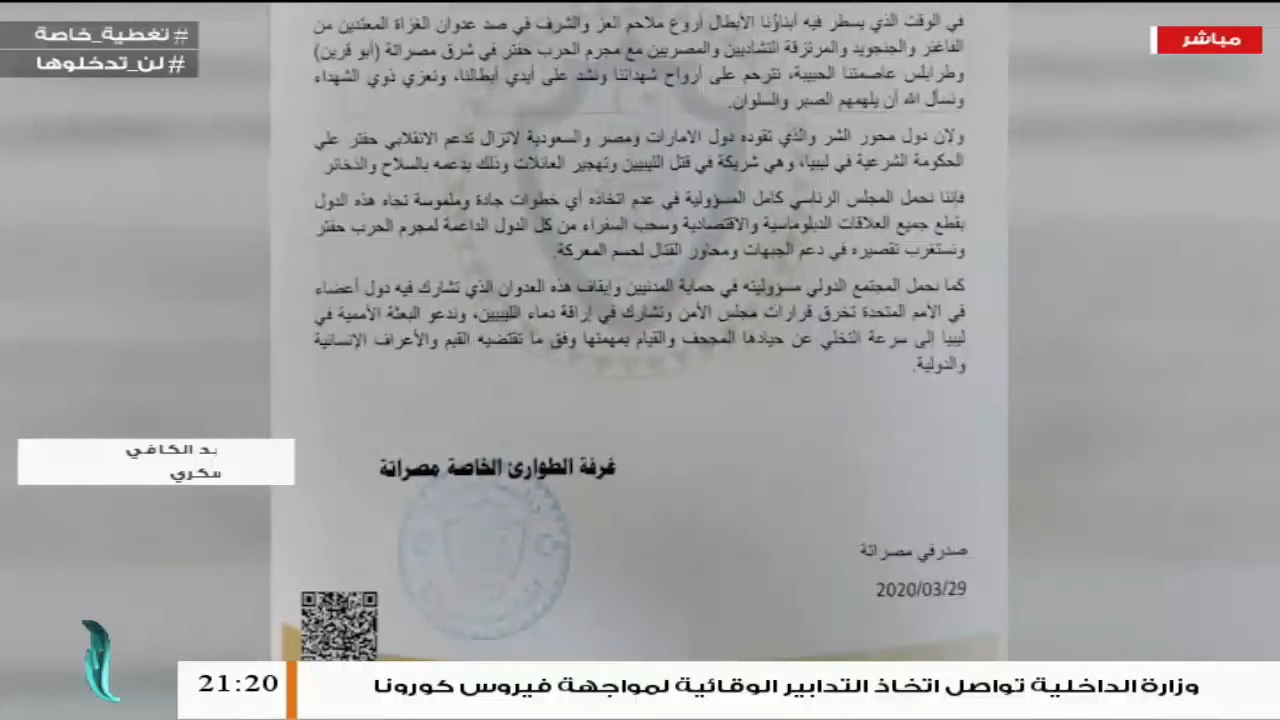 #تغطية_خاصة
#لن_تدخلوها
مباشر
في الوقت الذي يسطر فيه أبناؤنا الأبطال أروع ملاحم العز والشرف في صد عدوان الغزاة المعتدين من
الفاغنر والجنجويد والمرتزقة التشاديين والمصريين مع مجرم الحرب حفتر في شرق مصراتة (أبو قرين)
وطرابلس عاصمتنا الحبيبة، نترحم على أرواح شهدائنا ونشد على أيدي أبطالنا، ونعزي ذوي الشهداء
ونسأل الله أن يلهمهم الصبر والسلوان.
ولان دول محور الشر والذي تقوده دول الامارات ومصر والسعودية لاتزال تدعم الانقلابي حفتر علي
الحكومة الشرعية في ليبيا، وهي شريكة في قتل الليبيين وتهجير العائلات وذلك بدعمه بالسلاح والذخائر
فإننا نحمل المجلس الرئاسي كامل المسؤولية في عدم اتخاذه أي خطوات جادة وملموسة تجاه هذه الدول
بقطع جميع العلاقات الدبلوماسية والاقتصادية وسحب السفراء من كل الدول الداعمة لمجرم الحرب حفتر
ونستغرب تقصيره في دعم الجبهات ومحاور القتال لحسم المعركة.
كما نحمل المجتمع الدولي مسؤوليته في حماية المدنيين وإيقاف هذه العدوان الذي تشارك فيه دول أعضاء
في الأمم المتحدة تخرق قرارات مجلس الأمن وتشارك في إراقة دماء الليبيين، وندعو البعثة الأممية في
ليبيا إلى سرعة التخلي عن حيادها المجحف والقيام بمهمتها وفق ما تقتضيه القيم والأعراف الإنسانية
والدولية.
غرفة الطوارئ الخاصة مصراتة
بد الكافي
سكري
صدرفي مصراتة
2020/03/29
وزارة الداخلية تواصل اتخاذ التدابير الوقائية لمواجهة فيروس كورونا
21:20